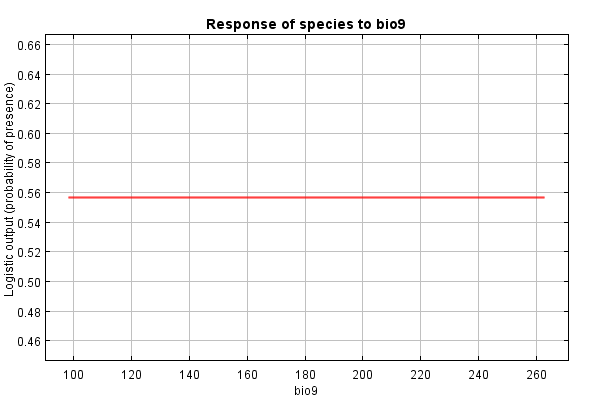 Response of species to bio9
Logistic output (probability of presence)
0.66
0.64
0.62
0.60
0.58
0.56
0.54
0.52
0.50
0.48
0.46
100 120 140 160 180 200 220 240 260
bio9